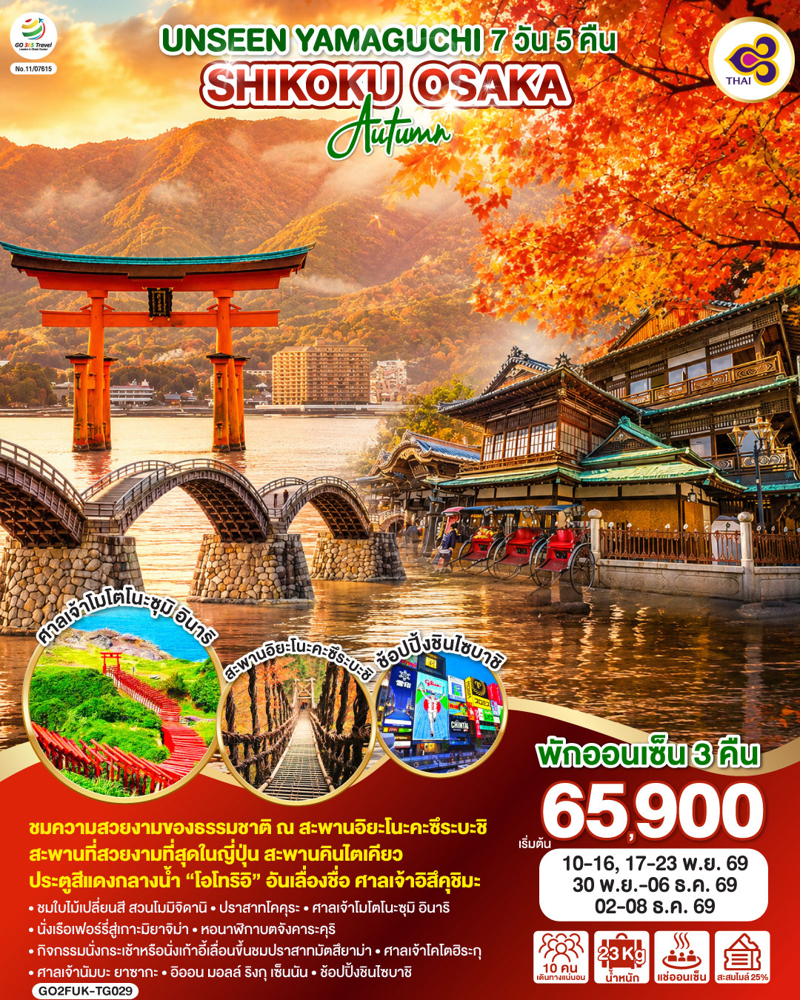 GO 365 Travel
Leaders in Global Tourism
No.11/07615
UNSEEN YAMAGUCHI 7 วัน 5 คืน
SHIKOKU OSAKA
Autumn
THAI
ศาลเจ้าโมโตโนะซุมิ อินาริ
สะพานอิยะโนะคะซึระบะชิ
ช้อปปิ้งชินไซบาชิ
พักออนเซ็น 3 คืน
เริ่มต้น 65,900
10-16, 17-23 พ.ย. 69
30 พ.ย.-06 ธ.ค. 69
02-08 ธ.ค. 69
ชมความสวยงามของธรรมชาติ ณ สะพานอิยะโนะคะซึระบะชิ
สะพานที่สวยงามที่สุดในญี่ปุ่น สะพานคินไตเคียว
ประตูสีแดงกลางน้ำ “โอโทริอิ” อันเลื่องชื่อ ศาลเจ้าอิสึคุชิมะ
• ชมใบไม้เปลี่ยนสี สวนโมมิจิดานิ • ปราสาทโคคุระ • ศาลเจ้าโมโตโนะซุมิ อินาริ
• นั่งเรือเฟอร์รี่สู่เกาะมิยาจิม่า • หอนาฬิกาบตจังคาระคุริ
• กิจกรรมนั่งกระเช้าหรือนั่งเก้าอี้เลื่อนขึ้นชมปราสาทมัตสึยาม่า • ศาลเจ้าโคโตฮิระกุ
• ศาลเจ้านัมบะ ยาซากะ • อิออน มอลล์ ริงกุ เซ็นนัน • ช้อปปิ้งชินไซบาชิ
GO2FUK-TG029
10 คน
เดินทางแน่นอน
23 Kg
น้ำหนัก
แช่ออนเซ็น
สะสมไมล์ 25%